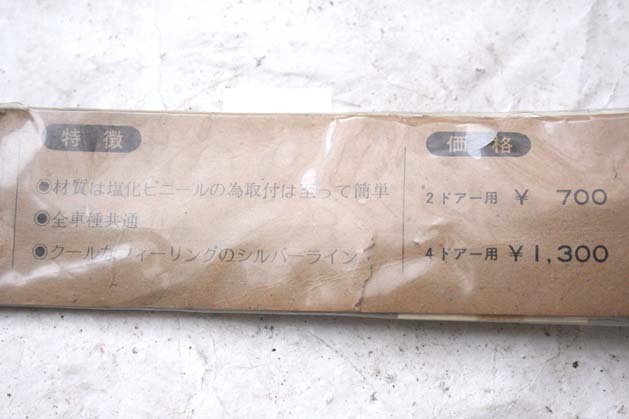 特徴
◉材質は塩化ビニールの為取付は至って簡単
◉全車種共通
◉クールなフィーリングのシルバーライン
価格
2ドアー用 ¥ 700
4ドアー用 ¥1,300